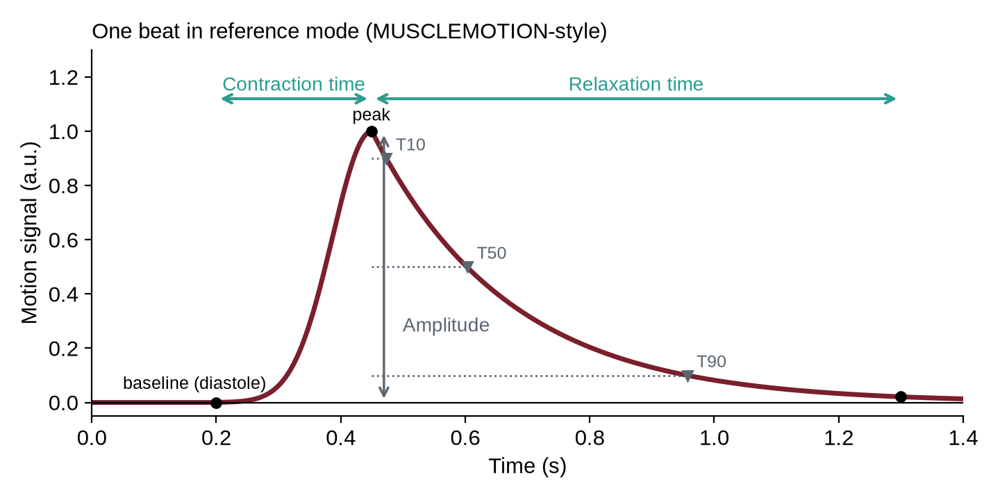 One beat in reference mode (MUSCLEMOTION-style)
Contraction time
Relaxation time
peak
T10
T50
Amplitude
T90
baseline (diastole)
Motion signal (a.u.)
1.2
1.0
0.8
0.6
0.4
0.2
0.0
0.0 0.2 0.4 0.6 0.8 1.0 1.2 1.4
Time (s)